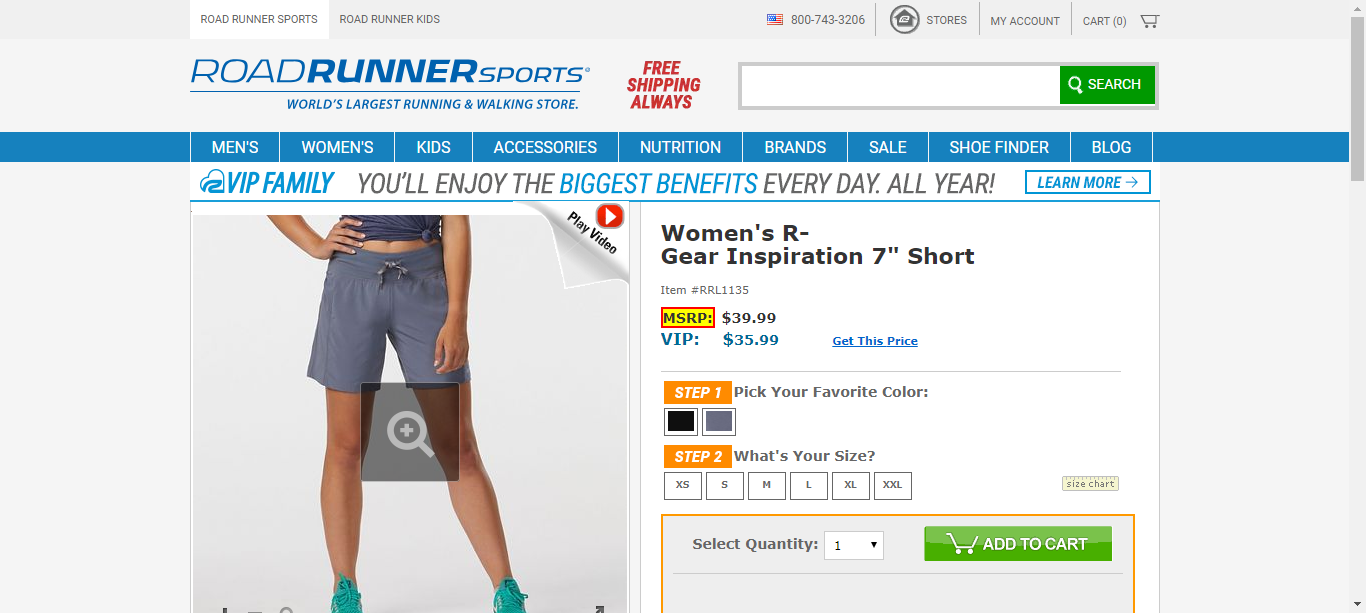 ROAD RUNNER SPORTS
ROAD RUNNER KIDS
800-743-3206
STORES
MY ACCOUNT
CART (0)
ROADRUNNERSPORTS®
WORLD'S LARGEST RUNNING & WALKING STORE.
FREE
SHIPPING
ALWAYS
SEARCH
MEN'S
WOMEN'S
KIDS
ACCESSORIES
NUTRITION
BRANDS
SALE
SHOE FINDER
BLOG
VIP FAMILY
YOU'LL ENJOY THE BIGGEST BENEFITS EVERY DAY. ALL YEAR!
LEARN MORE →
Play Video
Women's R-
Gear Inspiration 7" Short
Item #RRL1135
MSRP: $39.99
VIP: $35.99 Get This Price
STEP 1 Pick Your Favorite Color:
STEP 2 What's Your Size?
XS S M L XL XXL
size chart
Select Quantity: 1
ADD TO CART